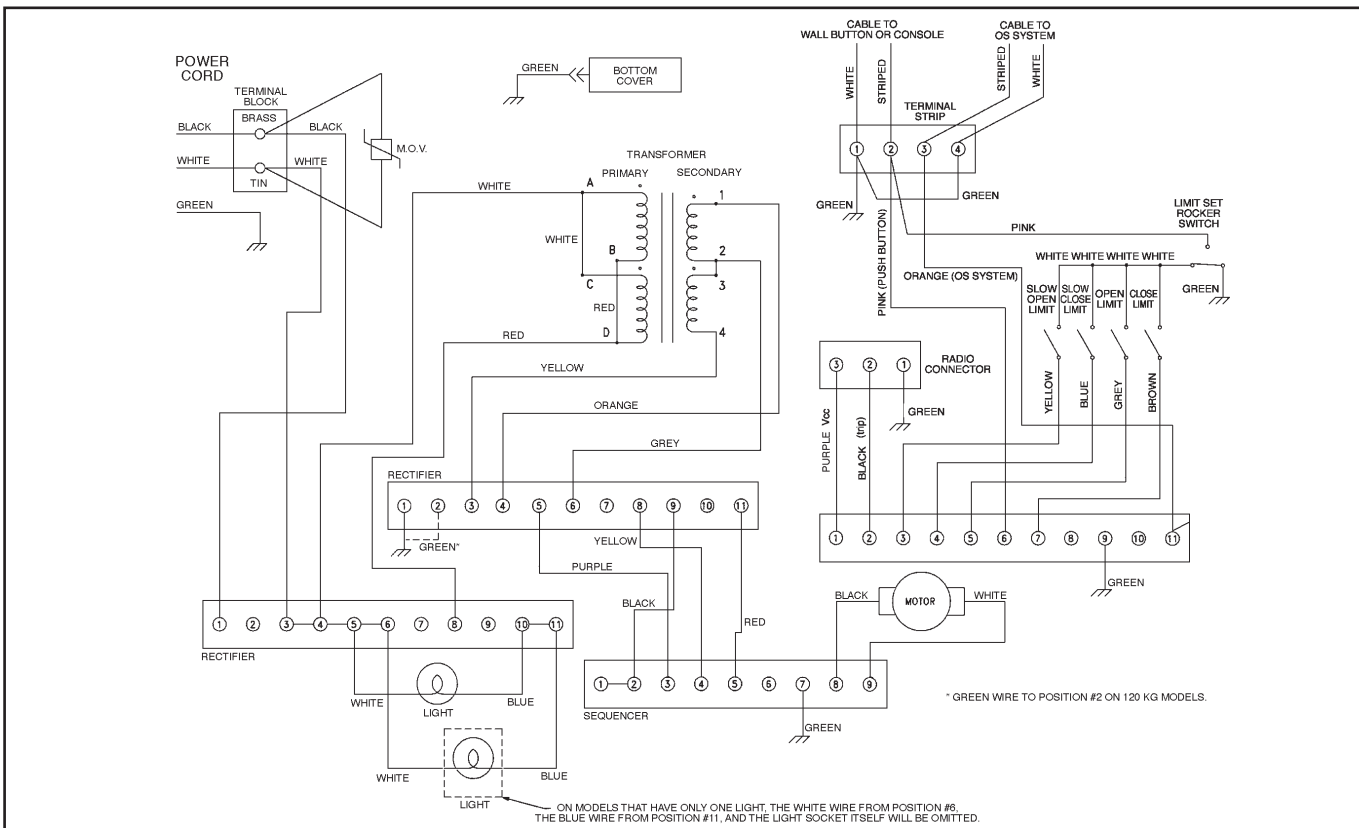 POWER
CORD
TERMINAL
BLOCK
BRASS
BLACK
BLACK
WHITE
WHITE
TIN
GREEN
M.O.V.
GREEN
BOTTOM
COVER
TRANSFORMER
PRIMARY
SECONDARY
WHITE
A
WHITE
B
C
RED
D
RED
1
2
3
4
YELLOW
ORANGE
GREY
CABLE TO
WALL BUTTON OR CONSOLE
CABLE TO
OS SYSTEM
WHITE
STRIPED
STRIPED
WHITE
TERMINAL
STRIP
1 2 3 4
GREEN
GREEN
PINK
LIMIT SET
ROCKER
SWITCH
PINK (PUSH BUTTON)
ORANGE (OS SYSTEM)
WHITE WHITE WHITE WHITE
GREEN
SLOW
OPEN
LIMIT
SLOW
CLOSE
LIMIT
OPEN
LIMIT
CLOSE
LIMIT
YELLOW
BLUE
GREY
BROWN
3 2 1
RADIO
CONNECTOR
GREEN
PURPLE Vcc
BLACK (trip)
1 2 3 4 5 6 7 8 9 10 11
GREEN
RECTIFIER
1 2 3 4 5 6 7 8 9 10 11
GREEN*
YELLOW
PURPLE
BLACK
RED
1 2 3 4 5 6 7 8 9 10 11
RECTIFIER
WHITE
LIGHT
BLUE
WHITE
LIGHT
BLUE
BLACK
MOTOR
WHITE
1 2 3 4 5 6 7 8 9
SEQUENCER
GREEN
* GREEN WIRE TO POSITION #2 ON 120 KG MODELS.
ON MODELS THAT HAVE ONLY ONE LIGHT, THE WHITE WIRE FROM POSITION #6,
THE BLUE WIRE FROM POSITION #11, AND THE LIGHT SOCKET ITSELF WILL BE OMITTED.